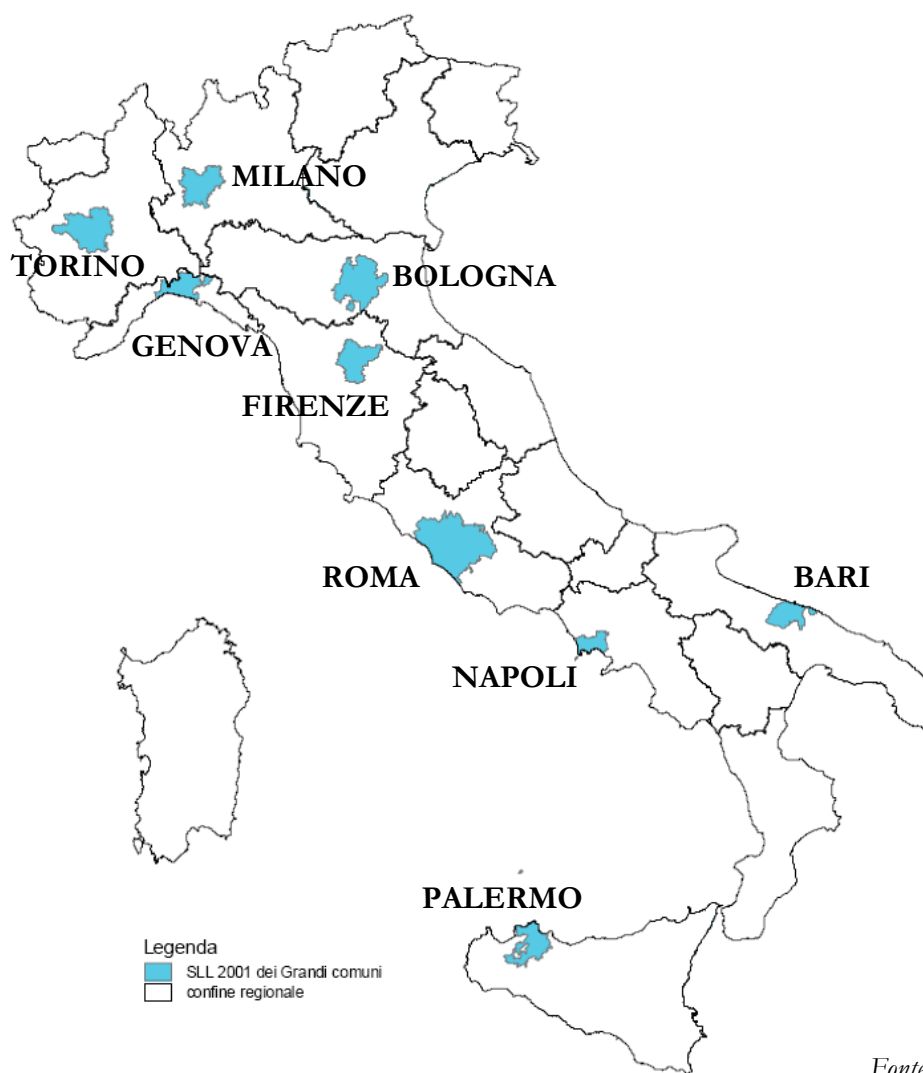 MILANO
TORINO
BOLOGNA
GENOVA
FIRENZE
ROMA
BARI
NAPOLI
PALERMO
Legenda
SLL 2001 dei Grandi comuni
confine regionale